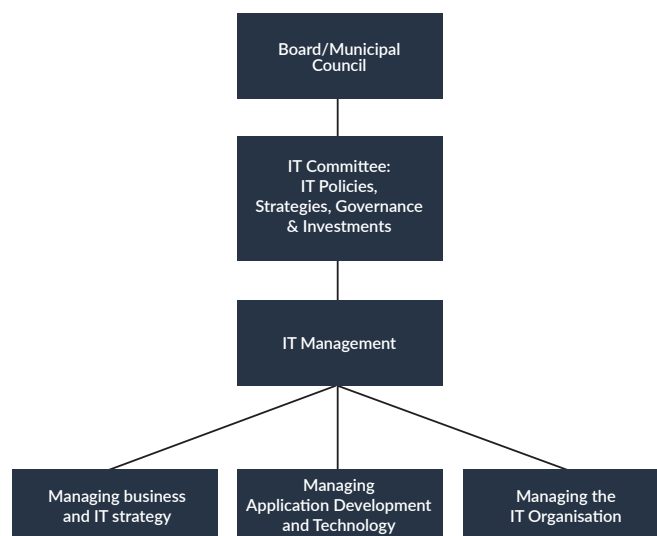 Board/Municipal
Council
IT Committee:
IT Policies,
Strategies, Governance
& Investments
IT Management
Managing business
and IT strategy
Managing
Application Development
and Technology
Managing the
IT Organisation